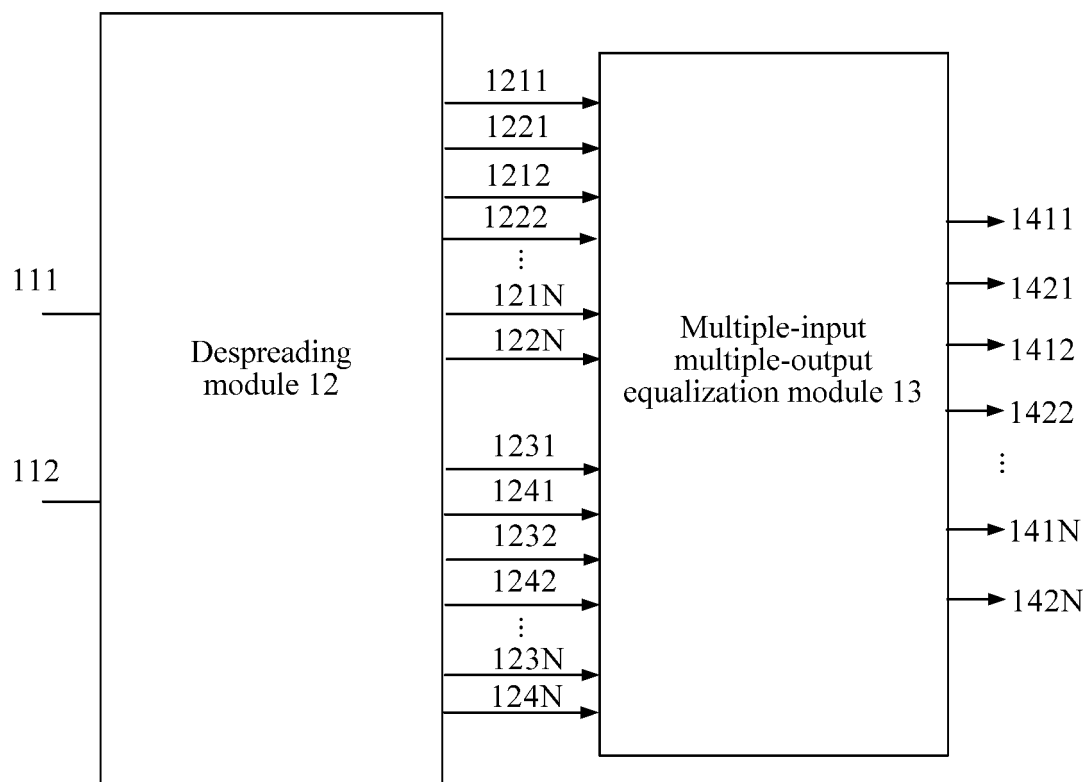 111
112
Despreading
module 12
1211
1221
1212
1222
⋮
121N
122N
1231
1241
1232
1242
⋮
123N
124N
Multiple-input
multiple-output
equalization module 13
1411
1421
1412
1422
⋮
141N
142N